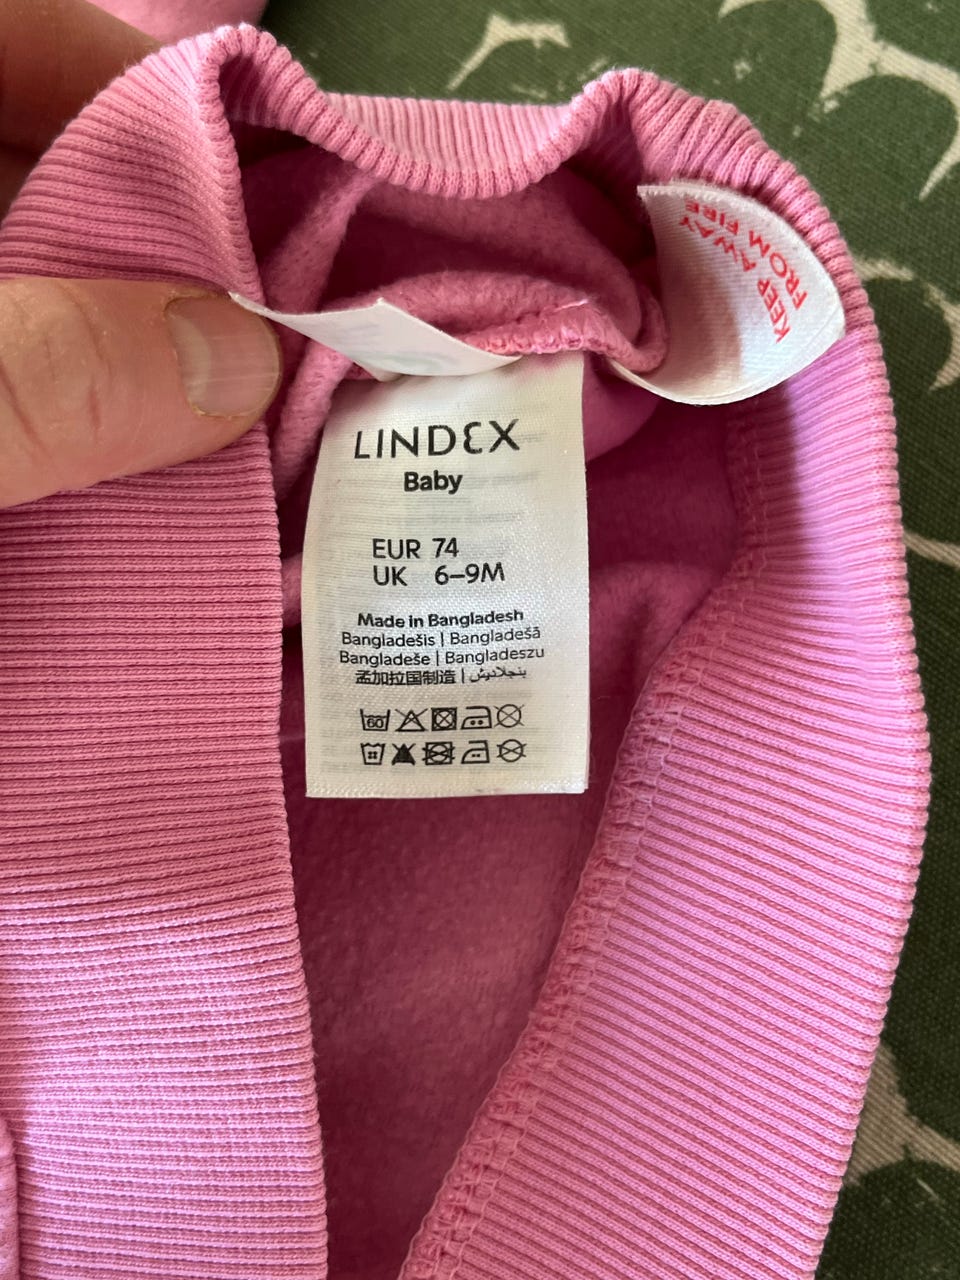 LINDEX
Baby
EUR 74
UK 6–9M
Made in Bangladesh
Bangladešis | Bangladešā
Bangladeše | Bangladeszu
孟加拉国制造 | بنجلاديش
60
KEEP AWAY
FROM FIRE